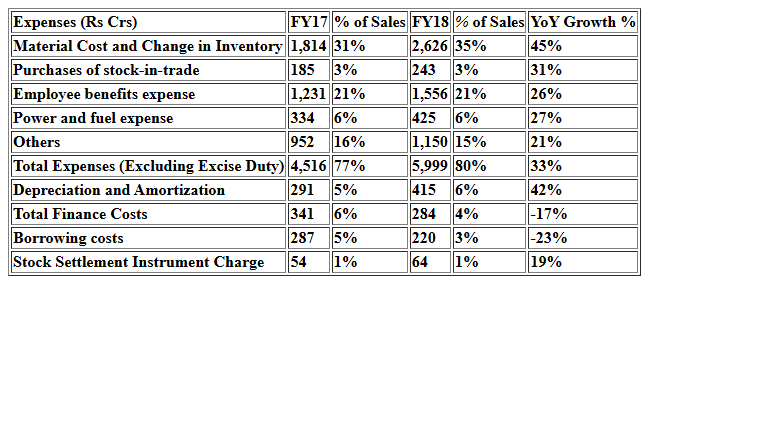 Expenses (Rs Crs) FY17 % of Sales FY18 % of Sales YoY Growth %
Material Cost and Change in Inventory 1,814 31% 2,626 35% 45%
Purchases of stock-in-trade 185 3% 243 3% 31%
Employee benefits expense 1,231 21% 1,556 21% 26%
Power and fuel expense 334 6% 425 6% 27%
Others 952 16% 1,150 15% 21%
Total Expenses (Excluding Excise Duty) 4,516 77% 5,999 80% 33%
Depreciation and Amortization 291 5% 415 6% 42%
Total Finance Costs 341 6% 284 4% -17%
Borrowing costs 287 5% 220 3% -23%
Stock Settlement Instrument Charge 54 1% 64 1% 19%